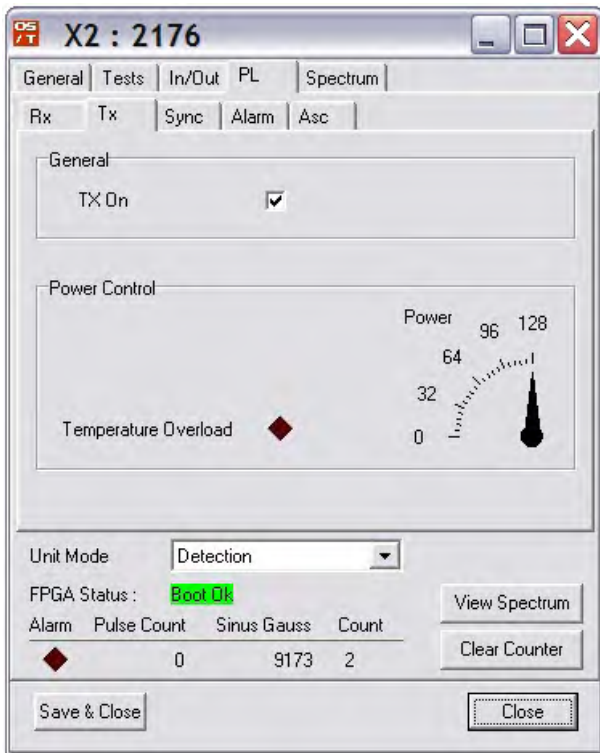 OS
/T
X2 : 2176
General Tests In/Out PL Spectrum
Rx Tx Sync Alarm Asc
General
TX On
Power Control
Power
0 32 64 96 128
Temperature Overload
Unit Mode Detection
FPGA Status : Boot Ok
View Spectrum
Alarm Pulse Count Sinus Gauss Count
0 9173 2
Clear Counter
Save & Close Close